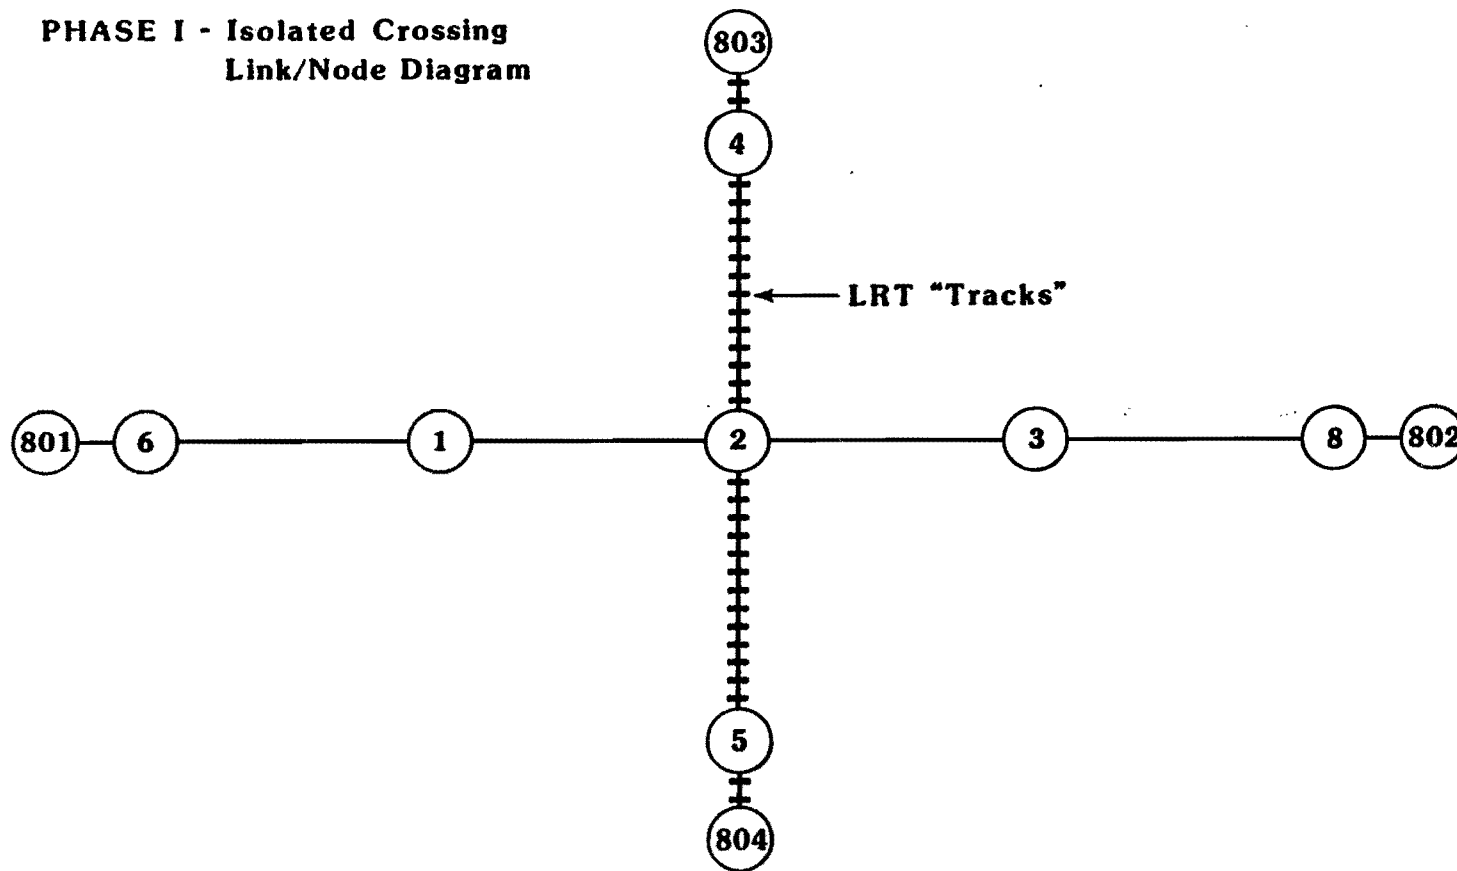 PHASE I - Isolated Crossing
Link/Node Diagram
803
4
LRT "Tracks"
801 6 1 2 3 8 802
5
804